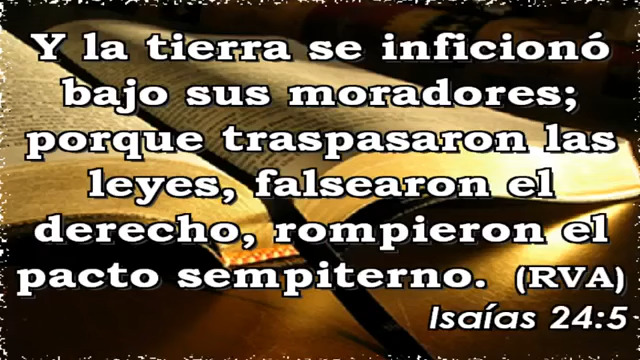 Y la tierra se inficionó
bajo sus moradores;
porque traspasaron las
leyes, falsearon el
derecho, rompieron el
pacto sempiterno. (RVA)
Isaías 24:5